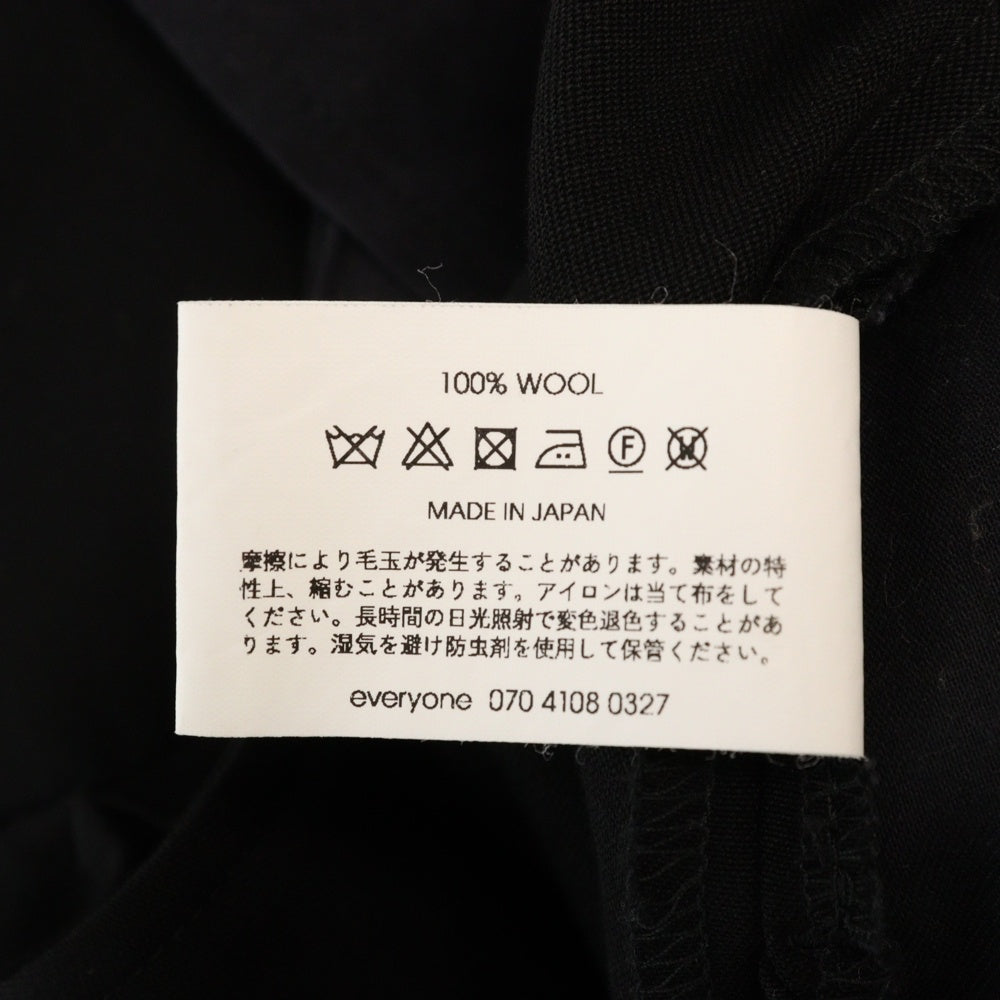 100% WOOL
F W
MADE IN JAPAN
摩擦により毛玉が発生することがあります。素材の特
性上、縮むことがあります。アイロンは当て布をして
ください。長時間の日光照射で変色退色することがあ
ります。湿気を避け防虫剤を使用して保管ください。
everyone 070 4108 0327